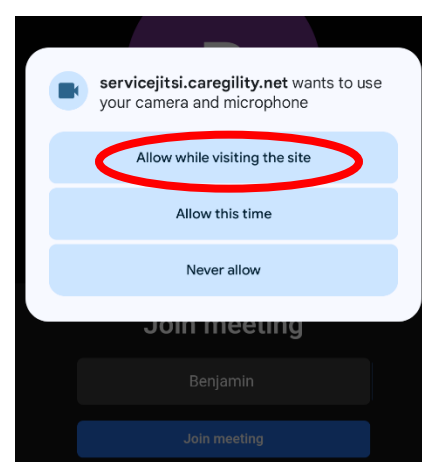 servicejitsi.caregility.net wants to use
your camera and microphone
Allow while visiting the site
Allow this time
Never allow
Join meeting
Benjamin
Join meeting